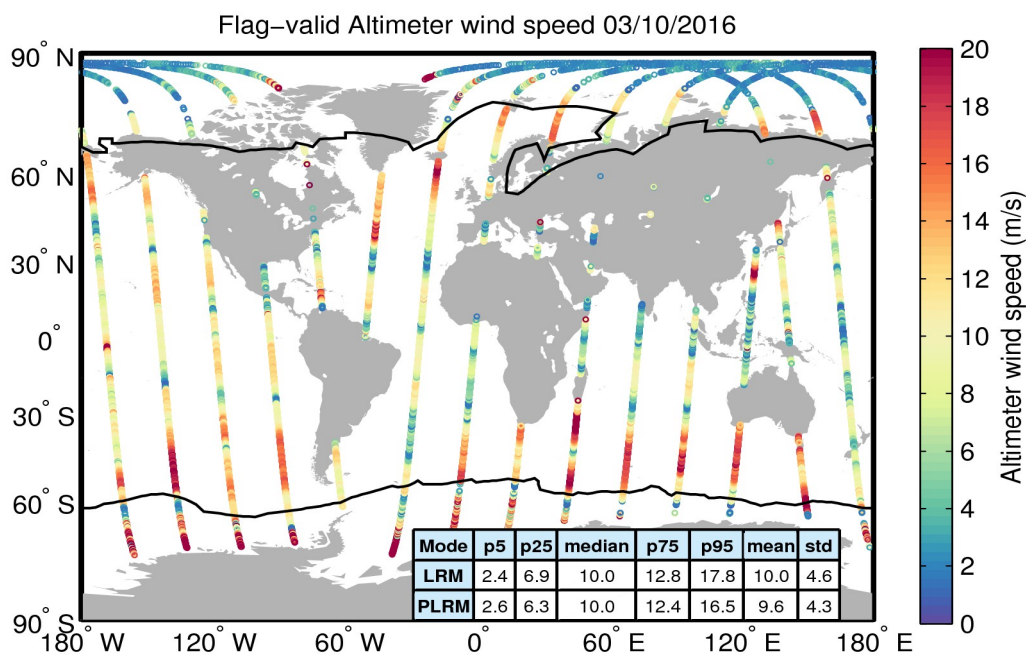 Flag−valid Altimeter wind speed 03/10/2016
90° N
60° N
30° N
0°
30° S
60° S
90° S
180° W
120° W
60° W
0°
60° E
120° E
180° E
Mode p5 p25 median p75 p95 mean std
LRM 2.4 6.9 10.0 12.8 17.8 10.0 4.6
PLRM 2.6 6.3 10.0 12.4 16.5 9.6 4.3
20
18
16
14
12
10
8
6
4
2
0
Altimeter wind speed (m/s)